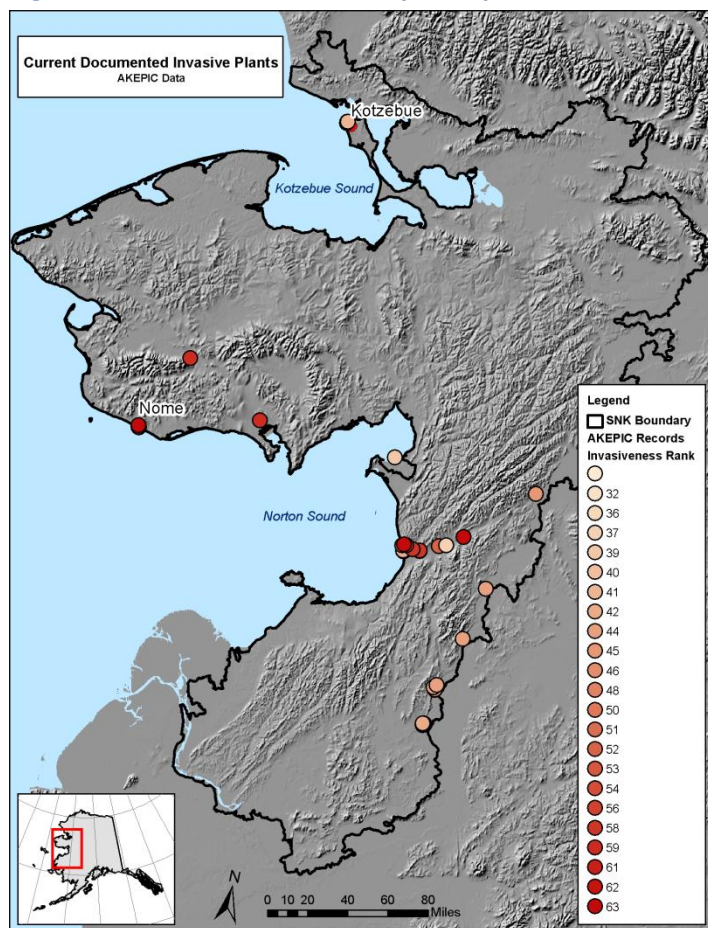 Current Documented Invasive Plants
AKEPIC Data
Kotzebue
Kotzebue Sound
Nome
Norton Sound
Legend
SNK Boundary
AKEPIC Records
Invasiveness Rank
32
36
37
39
40
41
42
44
45
46
48
50
51
52
53
54
56
58
59
61
62
63
N
0 10 20 40 60 80
Miles